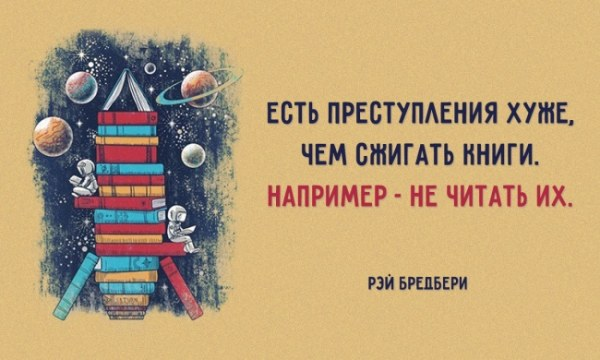 ЕСТЬ ПРЕСТУПЛЕНИЯ ХУЖЕ,
ЧЕМ СЖИГАТЬ КНИГИ.
НАПРИМЕР - НЕ ЧИТАТЬ ИХ.
РЭЙ БРЕДБЕРИ